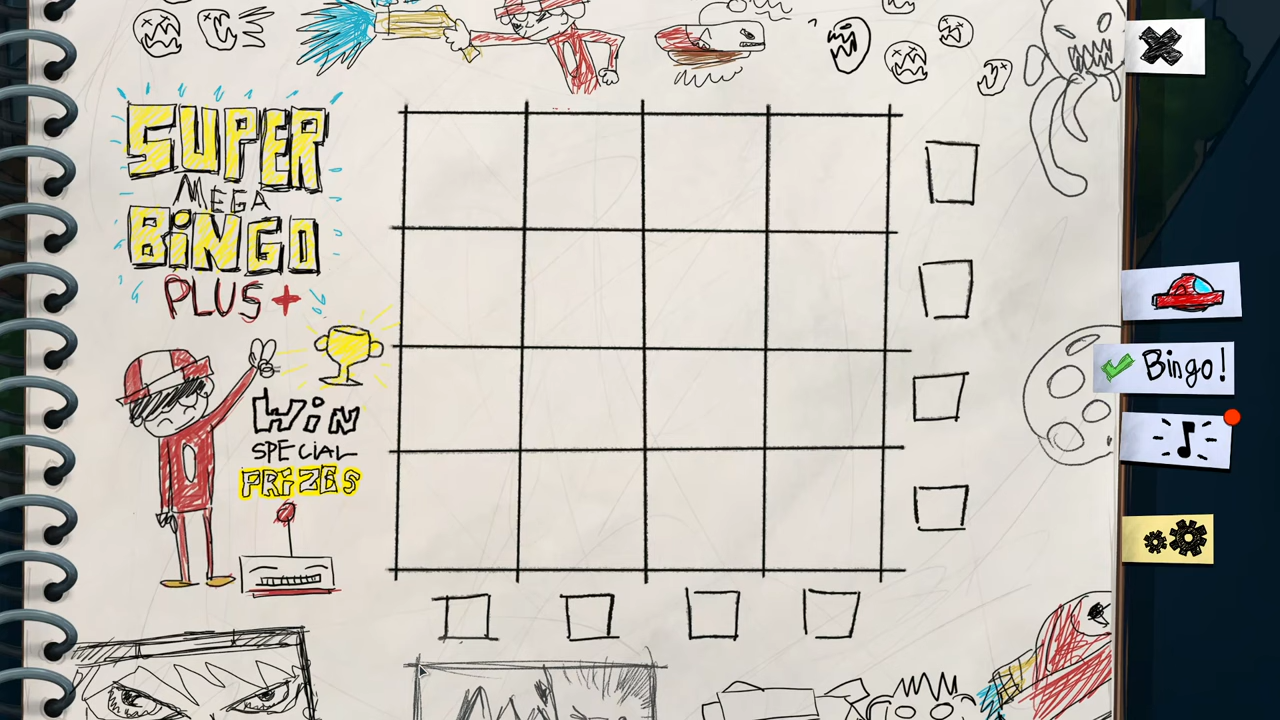 SUPER
MEGA
BiNGO
PLUS+
WiN
SPECiAL
PRiZES
Bingo!